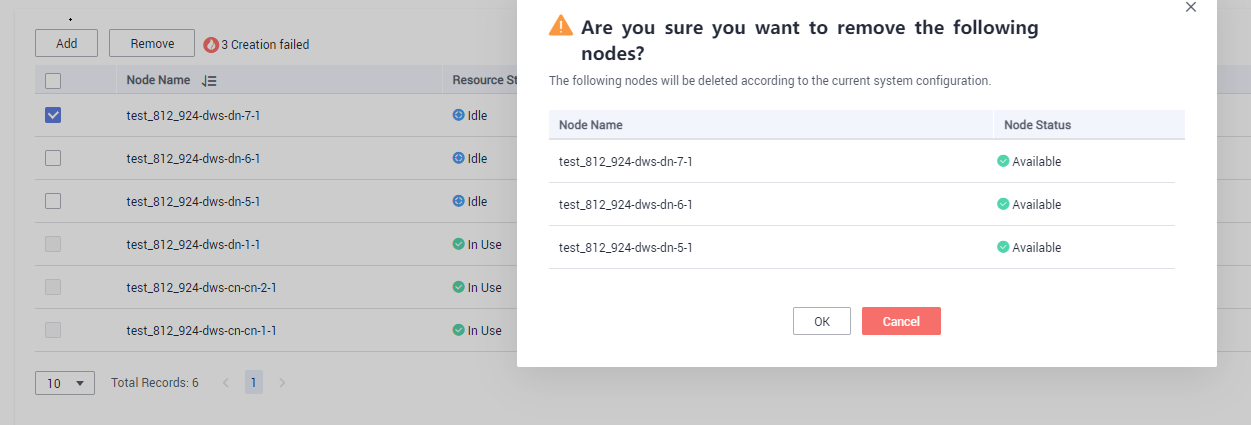 Add
Remove
3 Creation failed
Node Name
Resource St
test_812_924-dws-dn-7-1
Idle
test_812_924-dws-dn-6-1
Idle
test_812_924-dws-dn-5-1
Idle
test_812_924-dws-dn-1-1
In Use
test_812_924-dws-cn-cn-2-1
In Use
test_812_924-dws-cn-cn-1-1
In Use
10
Total Records: 6
1
Are you sure you want to remove the following
nodes?
The following nodes will be deleted according to the current system configuration.
Node Name
Node Status
test_812_924-dws-dn-7-1
Available
test_812_924-dws-dn-6-1
Available
test_812_924-dws-dn-5-1
Available
OK
Cancel